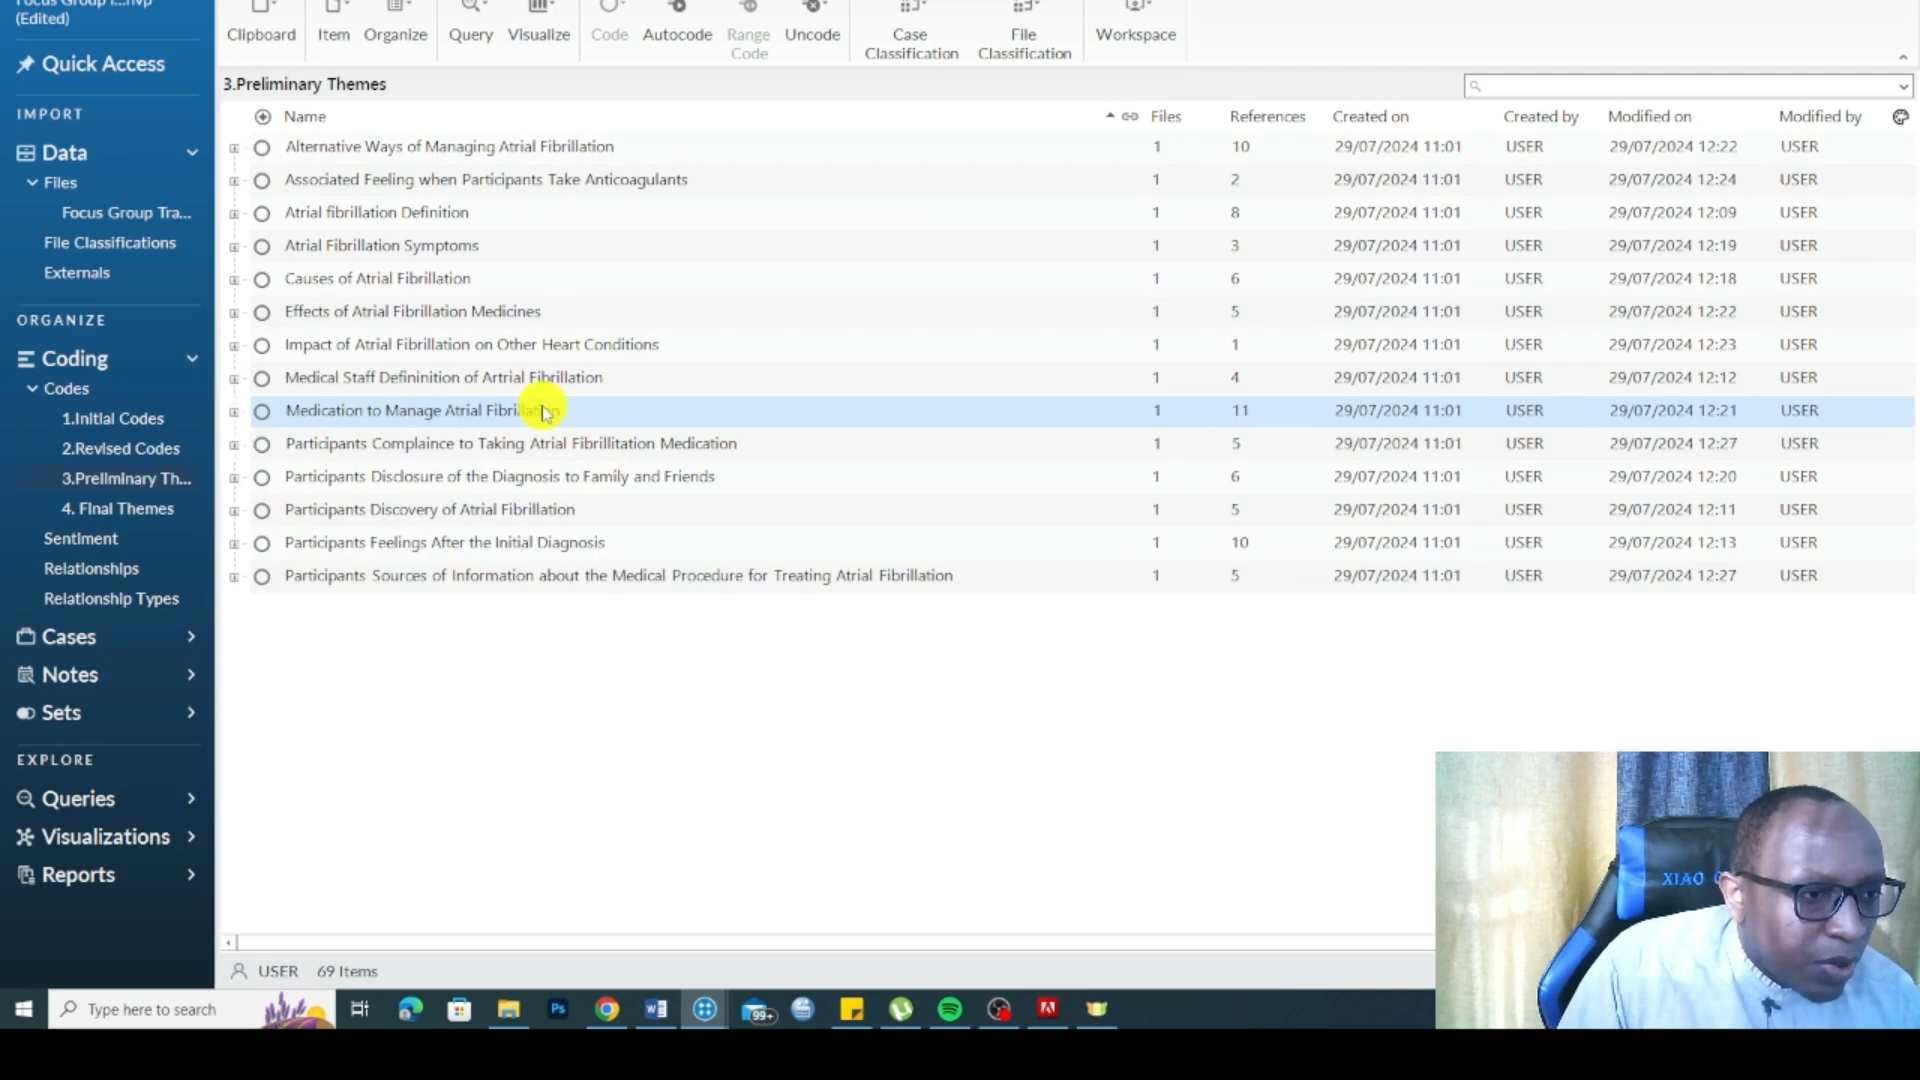 Focus Group
(Edited)
Clipboard Item Organize Query Visualize Code Autocode Range Code Uncode Case Classification File Classification Workspace
Quick Access
3.Preliminary Themes
IMPORT
Data
Files
Focus Group Tra...
File Classifications
Externals
ORGANIZE
Coding
Codes
1.Initial Codes
2.Revised Codes
3.Preliminary Th...
4. Final Themes
Sentiment
Relationships
Relationship Types
Cases
Notes
Sets
EXPLORE
Queries
Visualizations
Reports
Name Files References Created on Created by Modified on Modified by
Alternative Ways of Managing Atrial Fibrillation 1 10 29/07/2024 11:01 USER 29/07/2024 12:22 USER
Associated Feeling when Participants Take Anticoagulants 1 2 29/07/2024 11:01 USER 29/07/2024 12:24 USER
Atrial fibrillation Definition 1 8 29/07/2024 11:01 USER 29/07/2024 12:09 USER
Atrial Fibrillation Symptoms 1 3 29/07/2024 11:01 USER 29/07/2024 12:19 USER
Causes of Atrial Fibrillation 1 6 29/07/2024 11:01 USER 29/07/2024 12:18 USER
Effects of Atrial Fibrillation Medicines 1 5 29/07/2024 11:01 USER 29/07/2024 12:22 USER
Impact of Atrial Fibrillation on Other Heart Conditions 1 1 29/07/2024 11:01 USER 29/07/2024 12:23 USER
Medical Staff Defininition of Artrial Fibrillation 1 4 29/07/2024 11:01 USER 29/07/2024 12:12 USER
Medication to Manage Atrial Fibrillation 1 11 29/07/2024 11:01 USER 29/07/2024 12:21 USER
Participants Complaince to Taking Atrial Fibrillitation Medication 1 5 29/07/2024 11:01 USER 29/07/2024 12:27 USER
Participants Disclosure of the Diagnosis to Family and Friends 1 6 29/07/2024 11:01 USER 29/07/2024 12:20 USER
Participants Discovery of Atrial Fibrillation 1 5 29/07/2024 11:01 USER 29/07/2024 12:11 USER
Participants Feelings After the Initial Diagnosis 1 10 29/07/2024 11:01 USER 29/07/2024 12:13 USER
Participants Sources of Information about the Medical Procedure for Treating Atrial Fibrillation 1 5 29/07/2024 11:01 USER 29/07/2024 12:27 USER
XIAO
USER 69 Items
Type here to search
Ps
99+